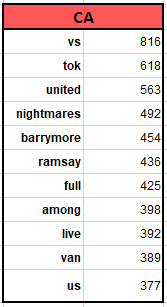 CA
vs 816
tok 618
united 563
nightmares 492
barrymore 454
ramsay 436
full 425
among 398
live 392
van 389
us 377